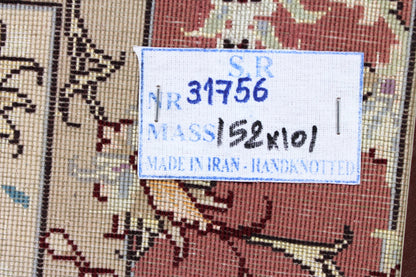 S R
NR 31756
MASS 152x101
MADE IN IRAN - HANDKNOTTED